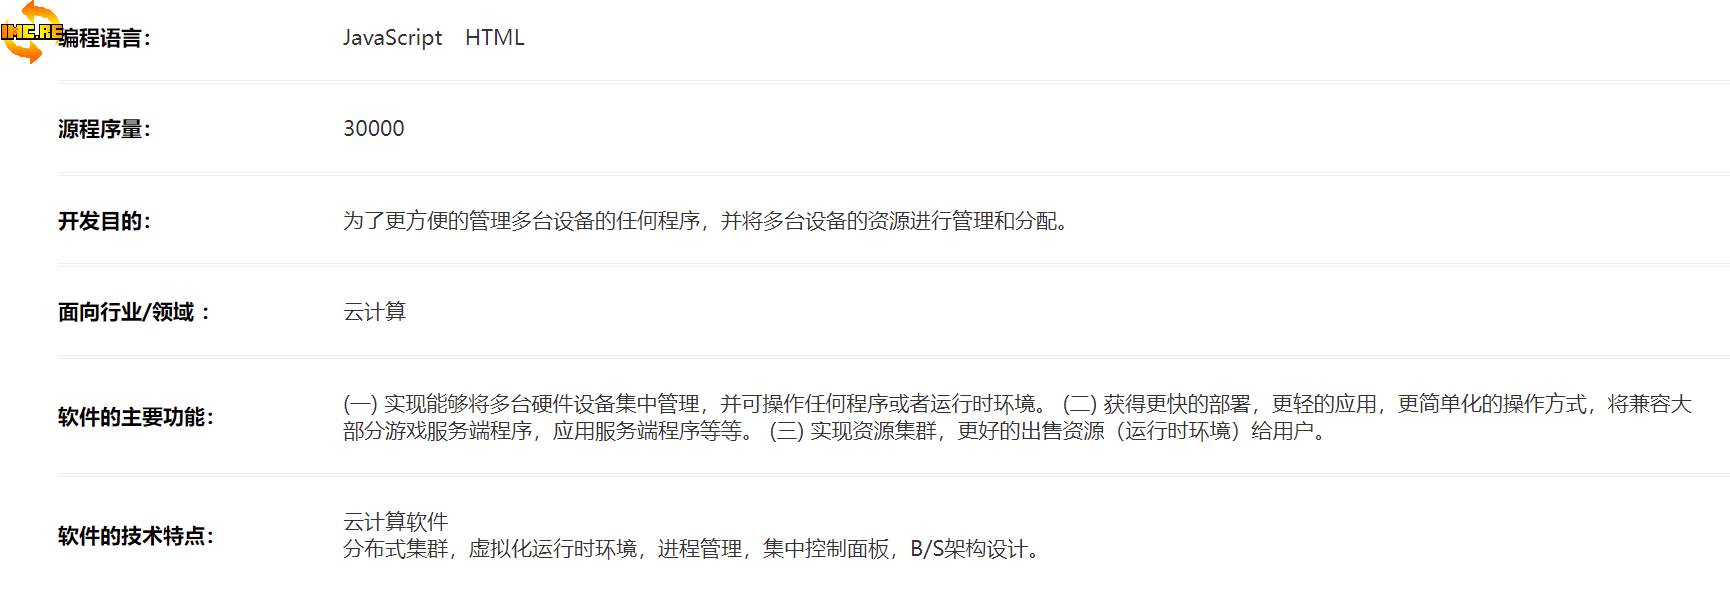 IMC.RE
编程语言： JavaScript HTML
源程序量： 30000
开发目的： 为了更方便的管理多台设备的任何程序，并将多台设备的资源进行管理和分配。
面向行业/领域 ： 云计算
软件的主要功能： (一) 实现能够将多台硬件设备集中管理，并可操作任何程序或者运行时环境。 (二) 获得更快的部署，更轻的应用，更简单化的操作方式，将兼容大
部分游戏服务端程序，应用服务端程序等等。 (三) 实现资源集群，更好的出售资源（运行时环境）给用户。
软件的技术特点： 云计算软件
分布式集群，虚拟化运行时环境，进程管理，集中控制面板，B/S架构设计。